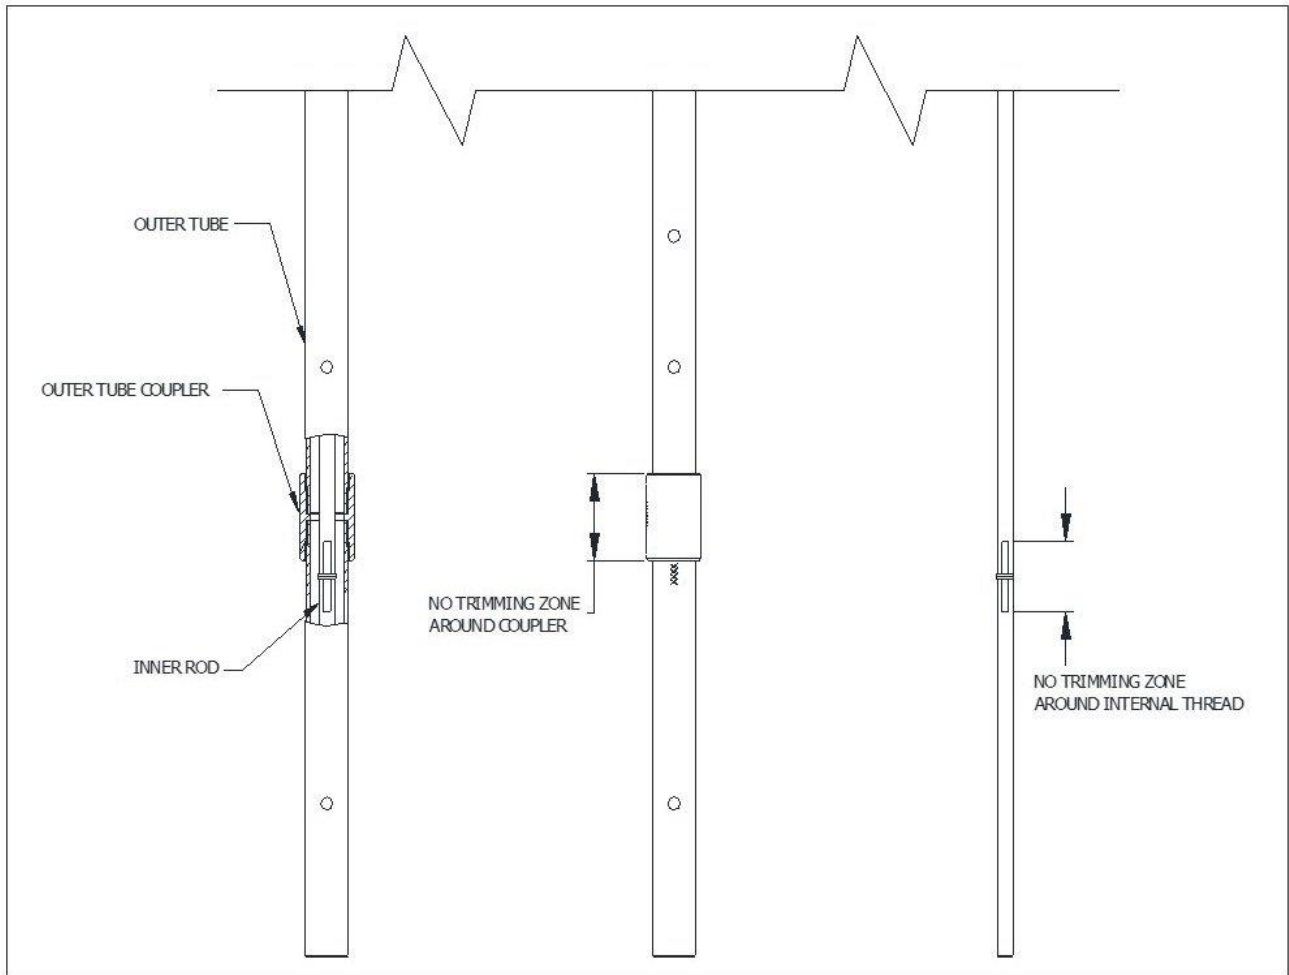 OUTER TUBE
OUTER TUBE COUPLER
NO TRIMMING ZONE
AROUND COUPLER
INNER ROD
NO TRIMMING ZONE
AROUND INTERNAL THREAD